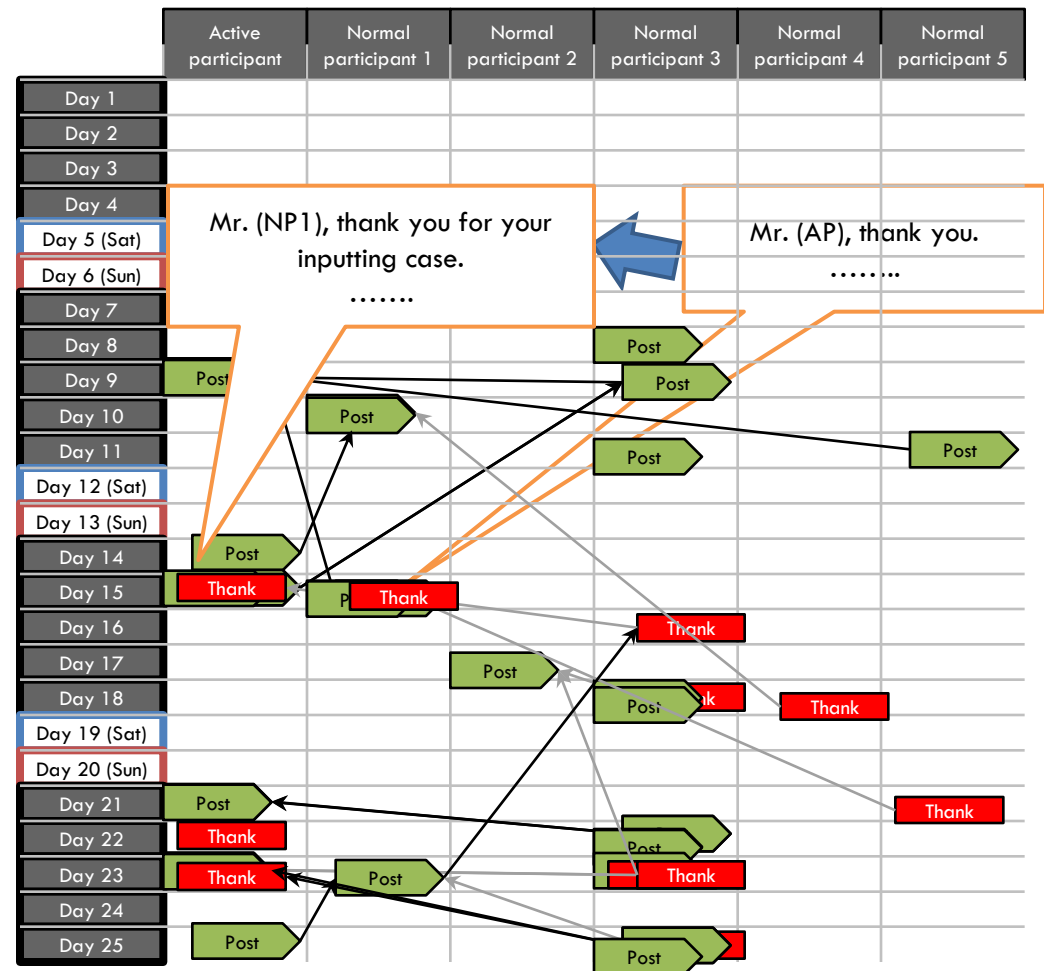 Active participant
Normal participant 1
Normal participant 2
Normal participant 3
Normal participant 4
Normal participant 5
Day 1
Day 2
Day 3
Day 4
Mr. (NP1), thank you for your
inputting case.
.......
Mr. (AP), thank you.
........
Day 5 (Sat)
Day 6 (Sun)
Day 7
Day 8
Post
Day 9
Post
Post
Day 10
Post
Day 11
Post
Post
Day 12 (Sat)
Day 13 (Sun)
Day 14
Post
Day 15
Thank
Thank
Day 16
Thank
Day 17
Post
Day 18
Post
Thank
Day 19 (Sat)
Day 20 (Sun)
Day 21
Post
Thank
Day 22
Thank
Post
Day 23
Thank
Post
Thank
Day 24
Day 25
Post
Post